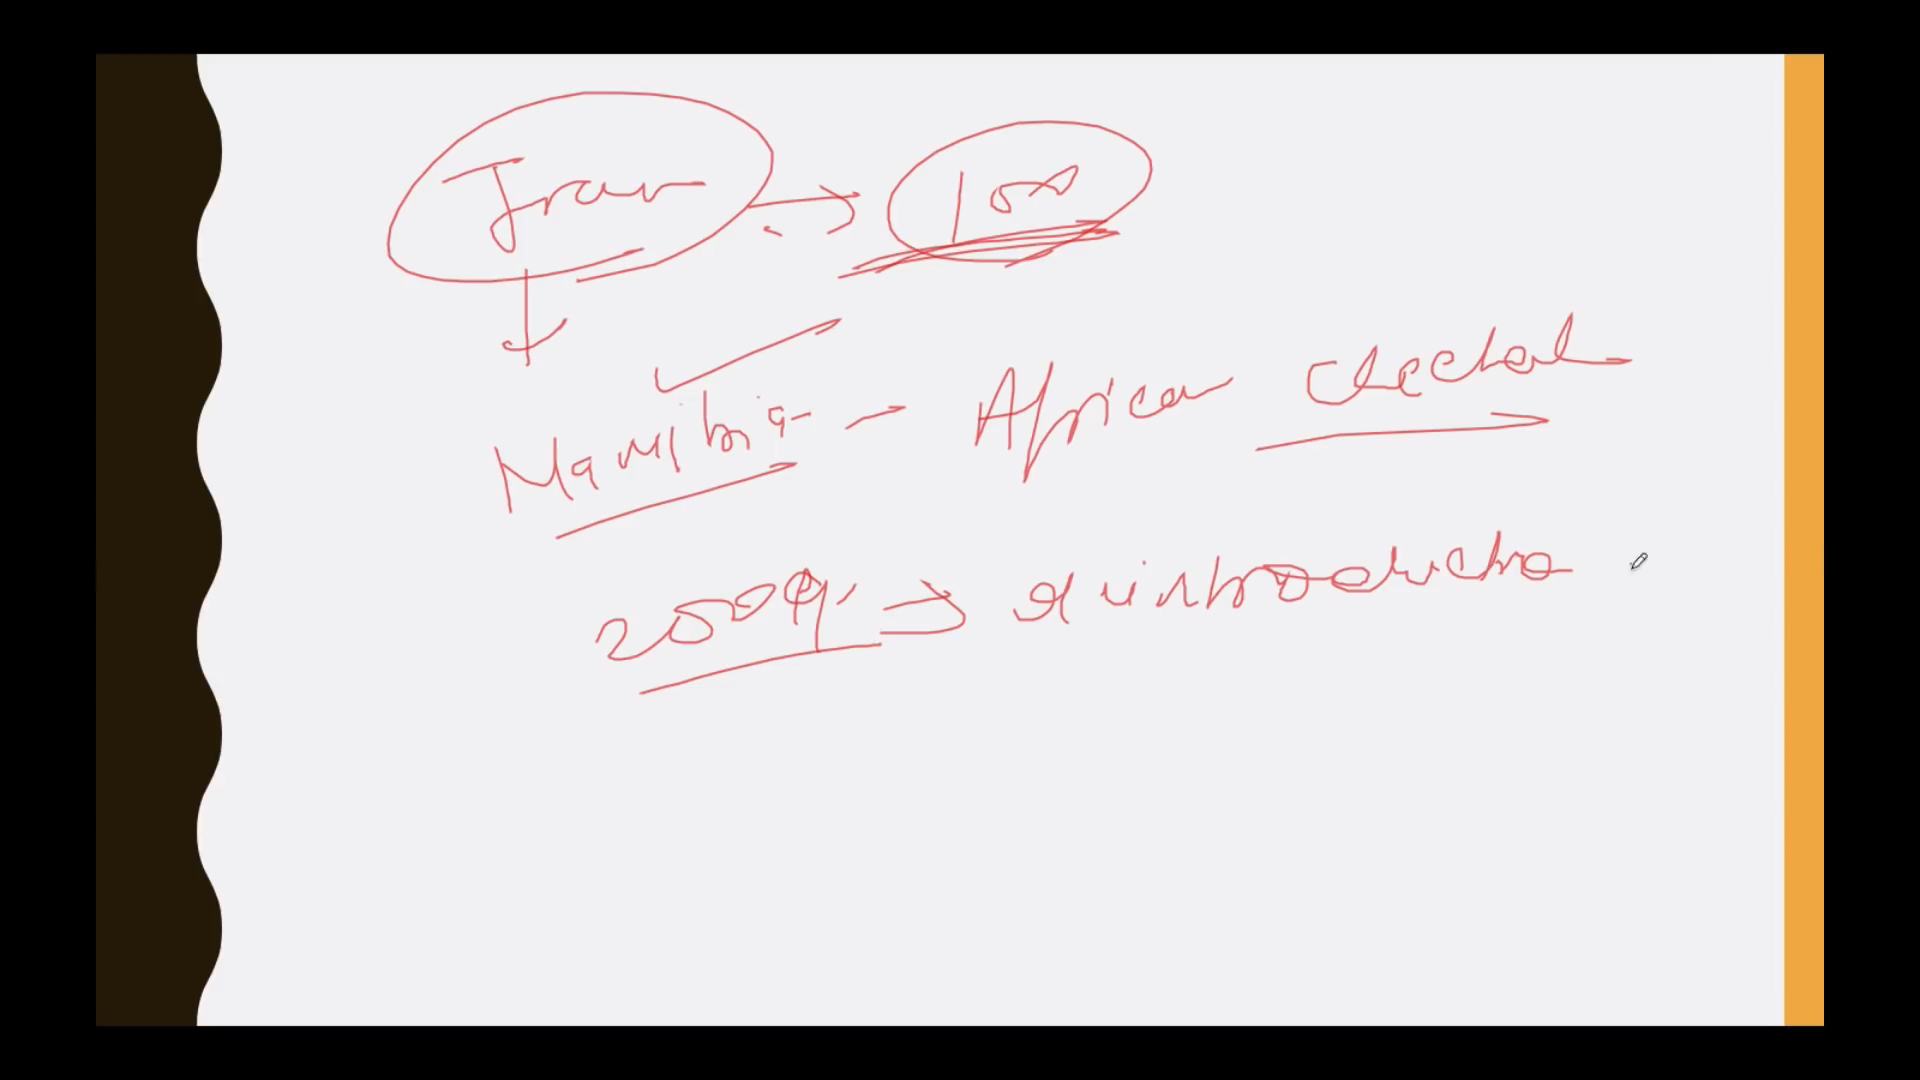 Iran → 100
Namibia - African Cheetah
2009 → reintroduction